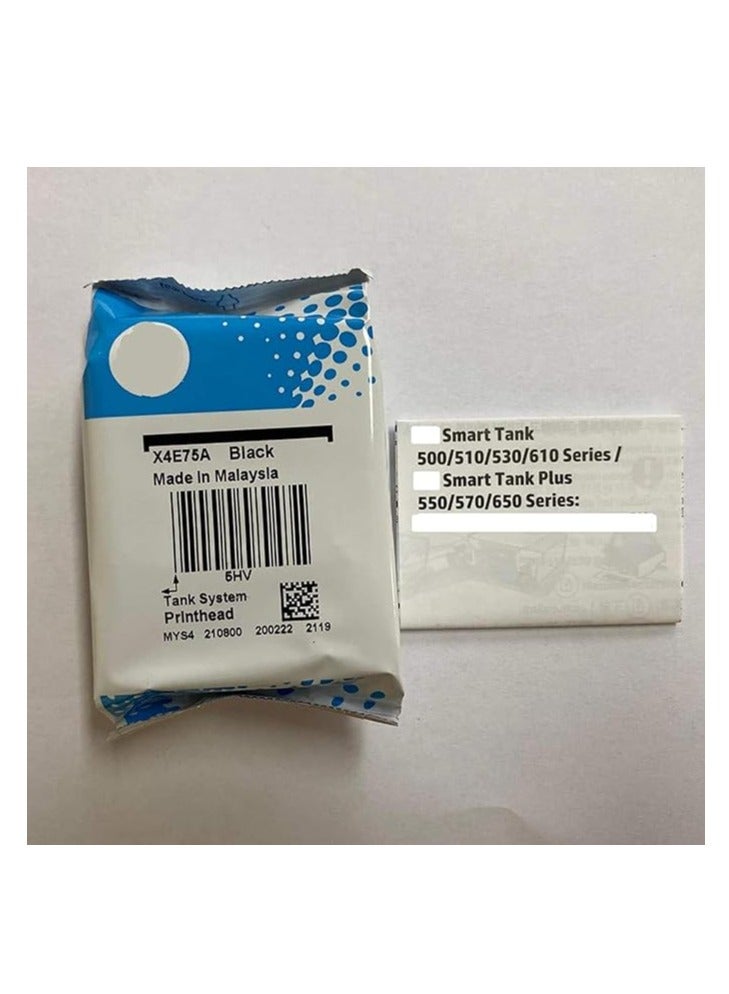 X4E75A Black
Made In Malaysia
5HV
Tank System
Printhead
MYS4 210800 200222 2119
Smart Tank
500/510/530/610 Series /
Smart Tank Plus
550/570/650 Series: